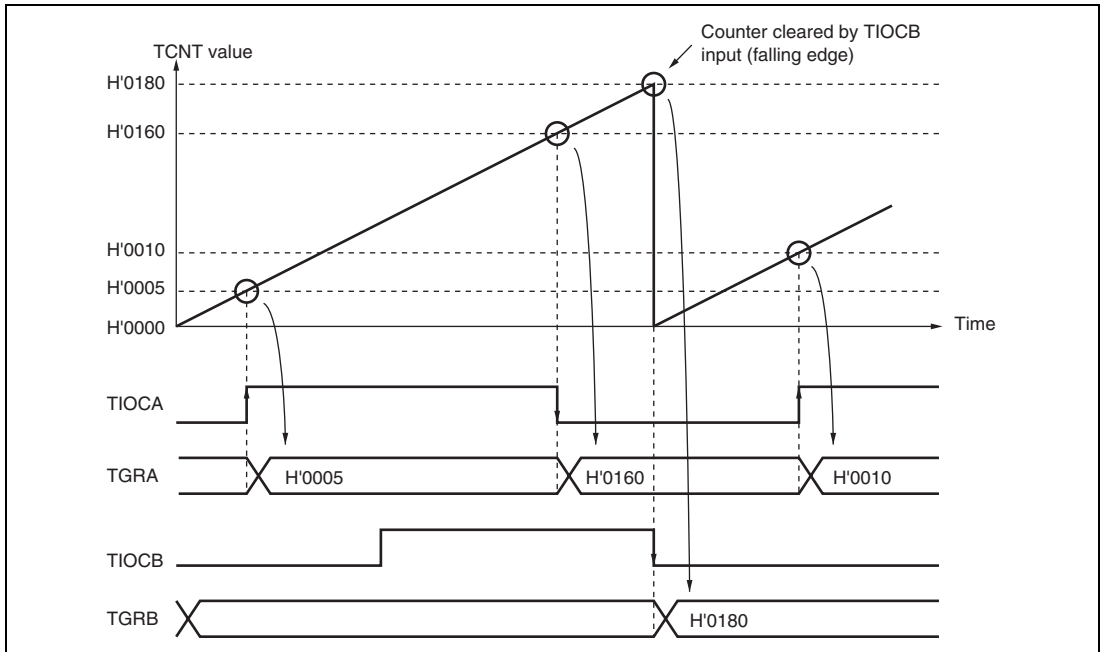 Counter cleared by TIOCB
input (falling edge)
TCNT value
H'0180
H'0160
H'0010
H'0005
H'0000
Time
TIOCA
TGRA
H'0005
H'0160
H'0010
TIOCB
TGRB
H'0180